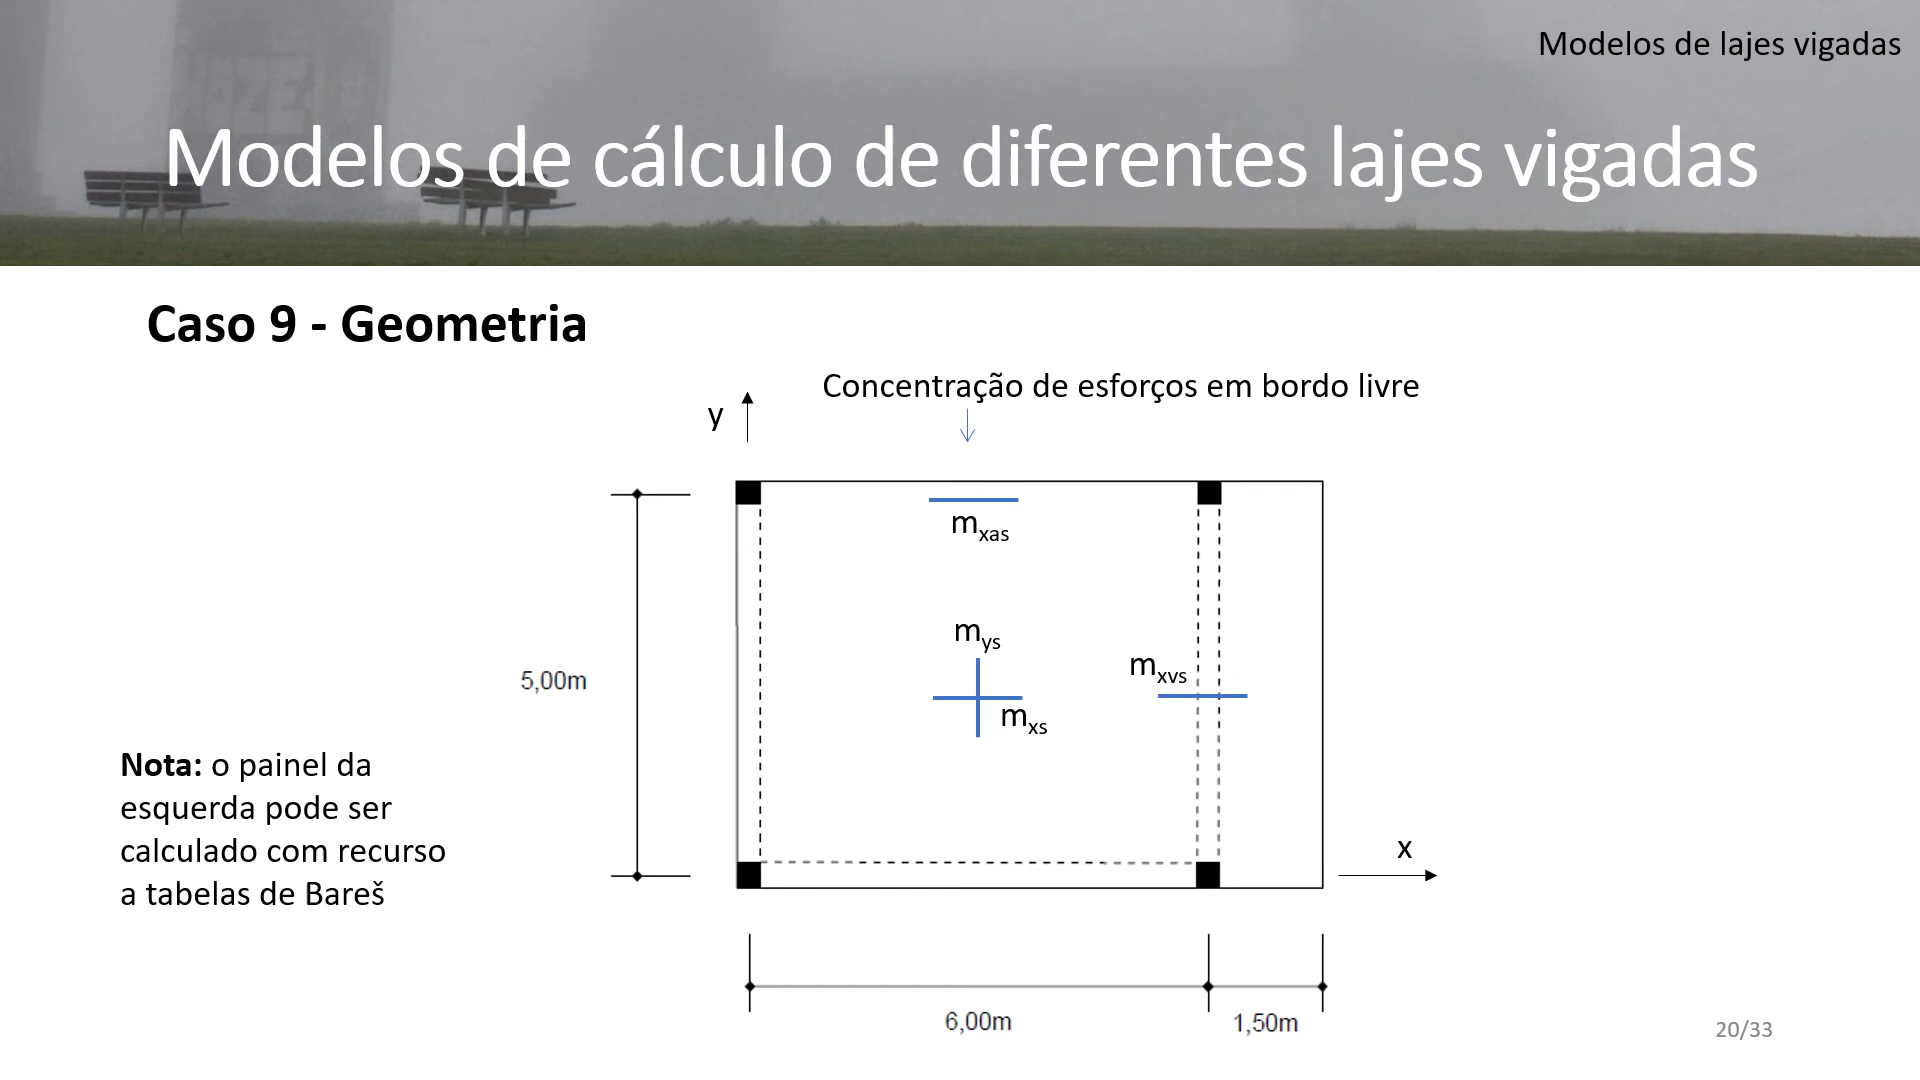 Modelos de lajes vigadas
Modelos de cálculo de diferentes lajes vigadas
Caso 9 - Geometria
Concentração de esforços em bordo livre
y
mxas
mys
mxvs
mxs
5,00m
Nota: o painel da
esquerda pode ser
calculado com recurso
a tabelas de Bareš
x
6,00m
1,50m
20/33